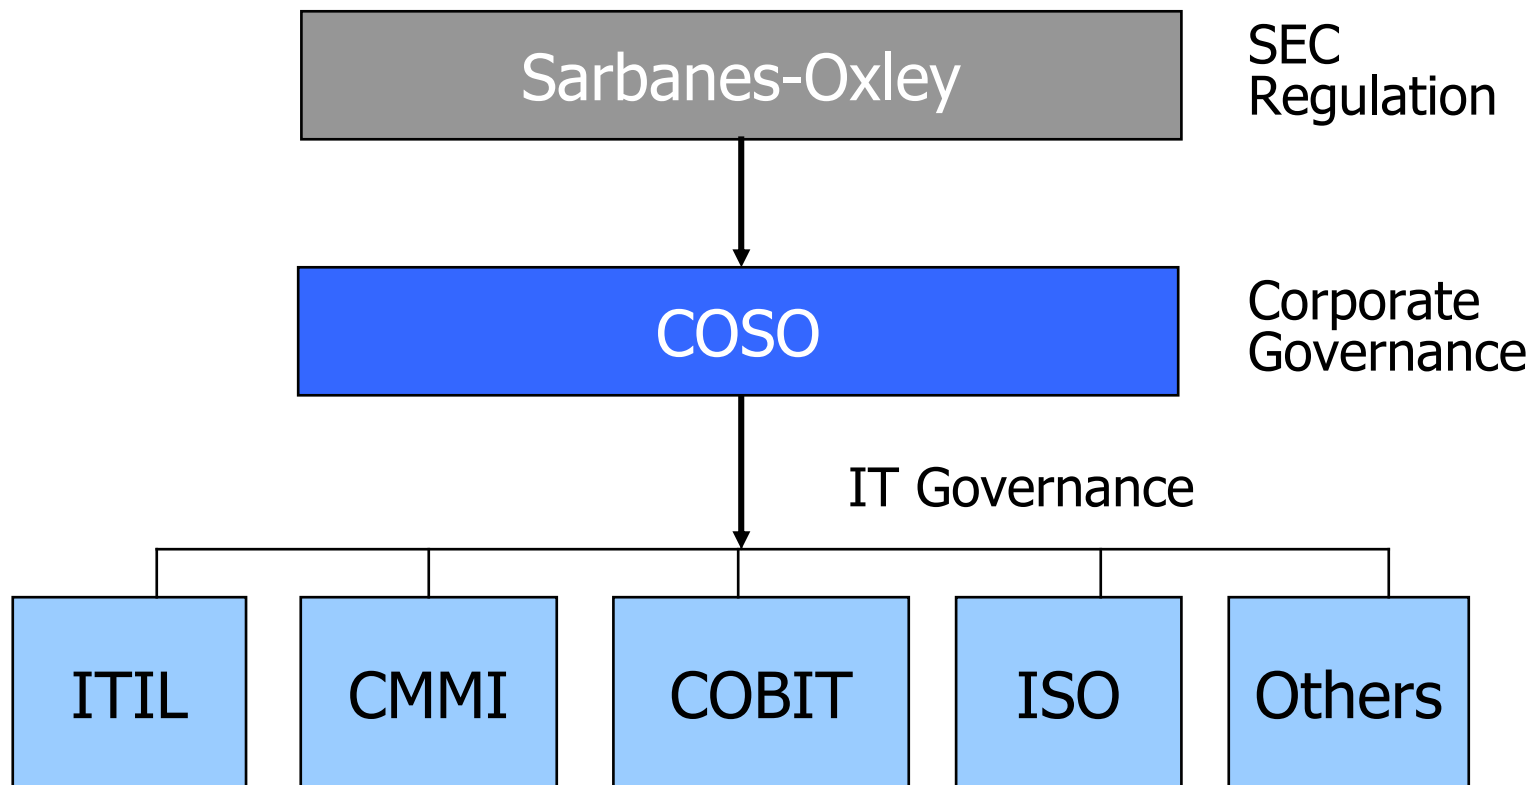 Sarbanes-Oxley
SEC
Regulation
COSO
Corporate
Governance
IT Governance
ITIL
CMMI
COBIT
ISO
Others